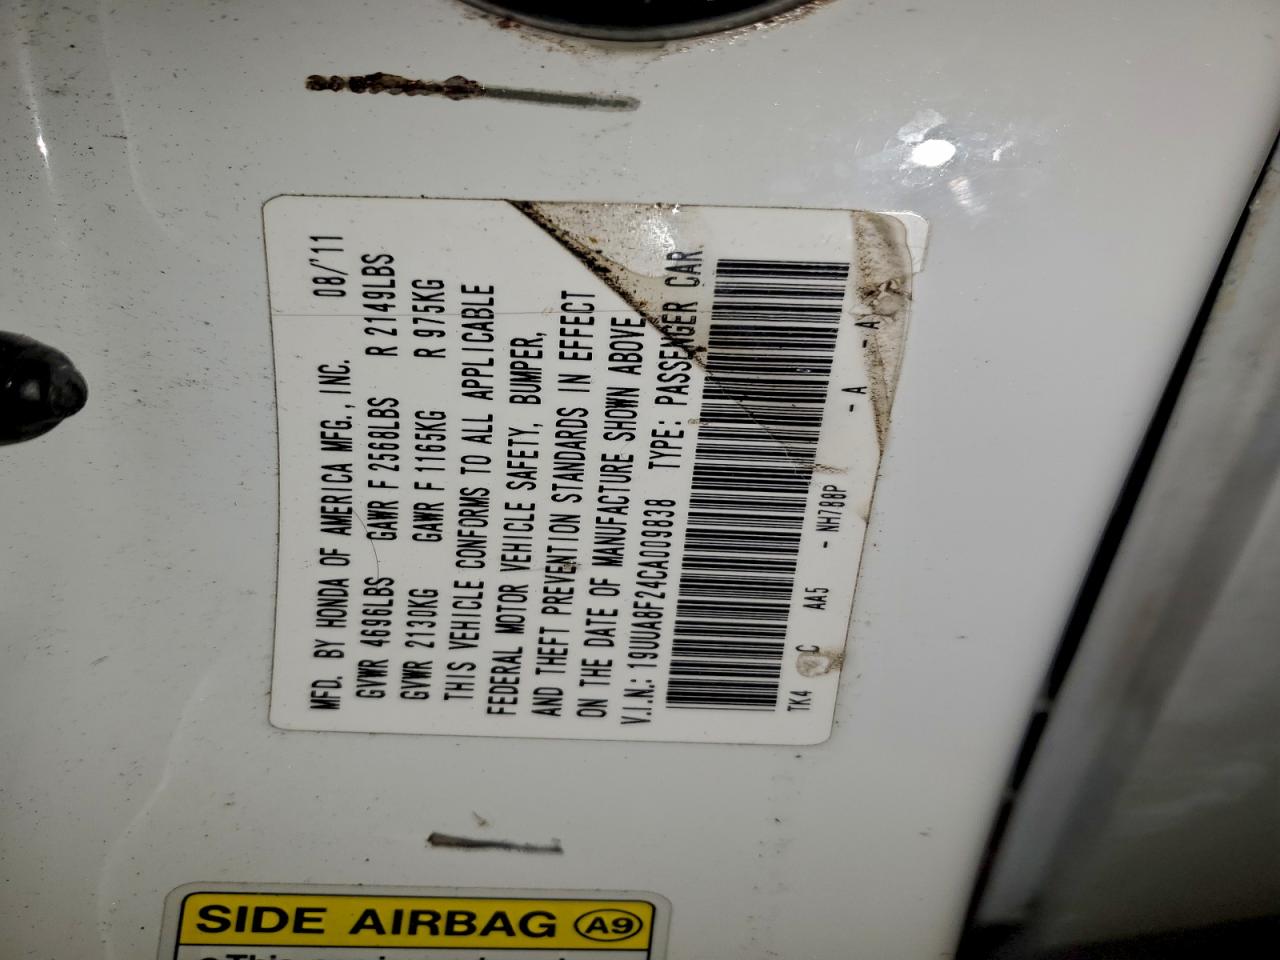 MFD. BY HONDA OF AMERICA MFG., INC. 08/'11
GVWR 4696LBS GAWR F 2568LBS R 2149LBS
GVWR 2130KG GAWR F 1165KG R 975KG
THIS VEHICLE CONFORMS TO ALL APPLICABLE
FEDERAL MOTOR VEHICLE SAFETY, BUMPER,
AND THEFT PREVENTION STANDARDS IN EFFECT
ON THE DATE OF MANUFACTURE SHOWN ABOVE
V.I.N.: 19UUA8F24CA009838 TYPE: PASSENGER CAR
TK4 C AA5 - NH788P - A - A
SIDE AIRBAG A9